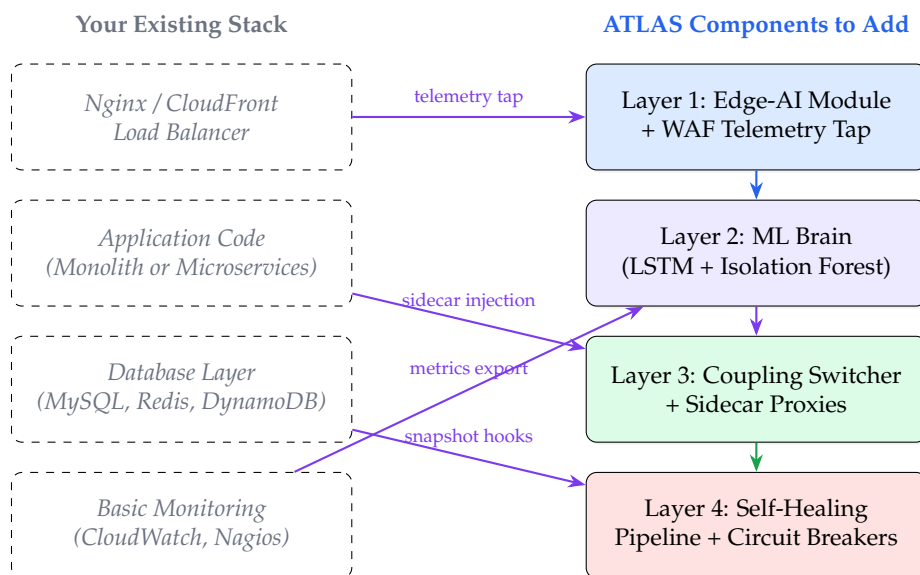 Your Existing Stack
ATLAS Components to Add
Nginx / CloudFront
Load Balancer
telemetry tap
Layer 1: Edge-AI Module
+ WAF Telemetry Tap
Application Code
(Monolith or Microservices)
Layer 2: ML Brain
(LSTM + Isolation Forest)
sidecar injection
Database Layer
(MySQL, Redis, DynamoDB)
metrics export
Layer 3: Coupling Switcher
+ Sidecar Proxies
snapshot hooks
Basic Monitoring
(CloudWatch, Nagios)
Layer 4: Self-Healing
Pipeline + Circuit Breakers